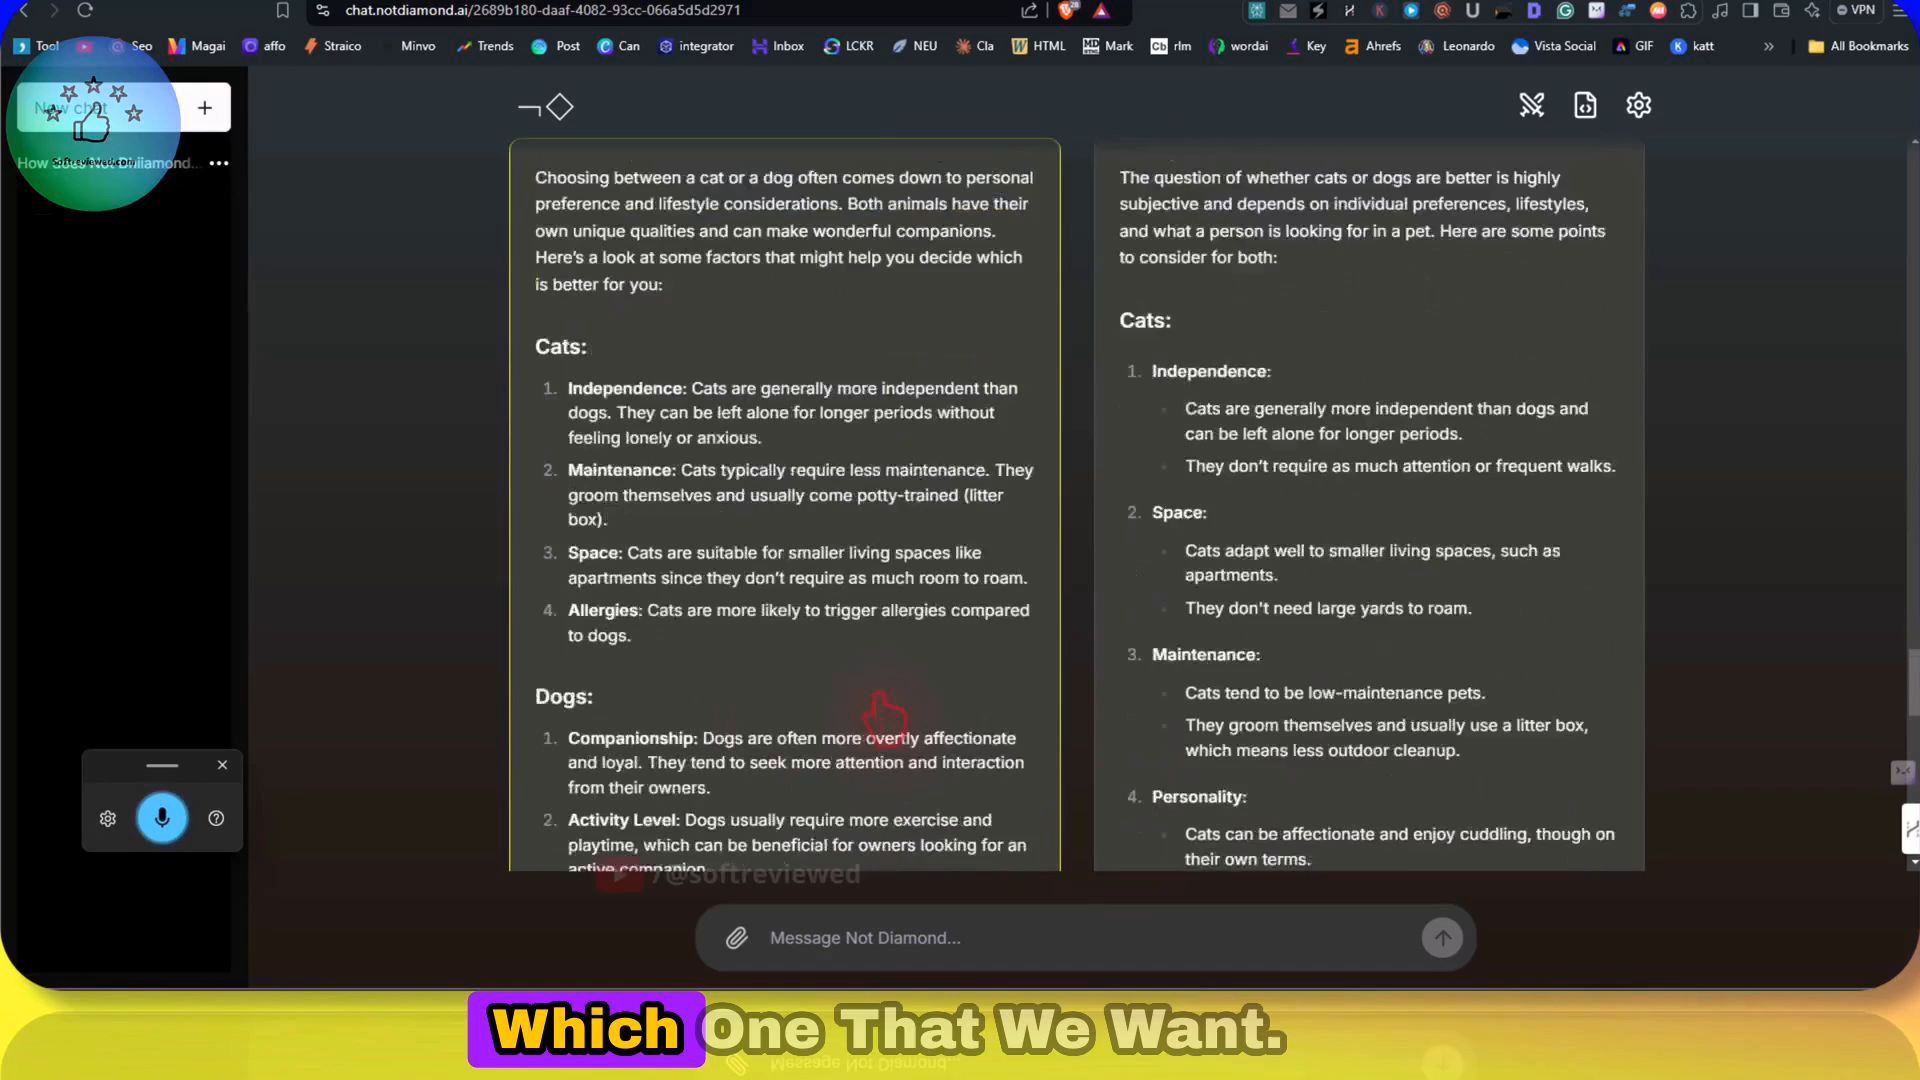 chat.notdiamond.ai/2689b180-daaf-4082-93cc-066a5d5d2971
28
VPN
Tool
Seo
Magai
affo
Straico
Minvo
Trends
Post
Can
integrator
Inbox
LCKR
NEU
Cla
HTML
Mark
rlm
wordai
Key
Ahrefs
Leonardo
Vista Social
GIF
katt
All Bookmarks
New chat
Softreviewed.com
Choosing between a cat or a dog often comes down to personal
preference and lifestyle considerations. Both animals have their
own unique qualities and can make wonderful companions.
Here's a look at some factors that might help you decide which
is better for you:
Cats:
1. Independence: Cats are generally more independent than
dogs. They can be left alone for longer periods without
feeling lonely or anxious.
2. Maintenance: Cats typically require less maintenance. They
groom themselves and usually come potty-trained (litter
box).
3. Space: Cats are suitable for smaller living spaces like
apartments since they don't require as much room to roam.
4. Allergies: Cats are more likely to trigger allergies compared
to dogs.
Dogs:
1. Companionship: Dogs are often more overtly affectionate
and loyal. They tend to seek more attention and interaction
from their owners.
2. Activity Level: Dogs usually require more exercise and
playtime, which can be beneficial for owners looking for an
active companion
The question of whether cats or dogs are better is highly
subjective and depends on individual preferences, lifestyles,
and what a person is looking for in a pet. Here are some points
to consider for both:
Cats:
1. Independence:
Cats are generally more independent than dogs and
can be left alone for longer periods.
They don't require as much attention or frequent walks.
2. Space:
Cats adapt well to smaller living spaces, such as
apartments.
They don't need large yards to roam.
3. Maintenance:
Cats tend to be low-maintenance pets.
They groom themselves and usually use a litter box,
which means less outdoor cleanup.
4. Personality:
Cats can be affectionate and enjoy cuddling, though on
their own terms.
/@softreviewed
Message Not Diamond...
Which One That We Want.
Message Not Diamond...